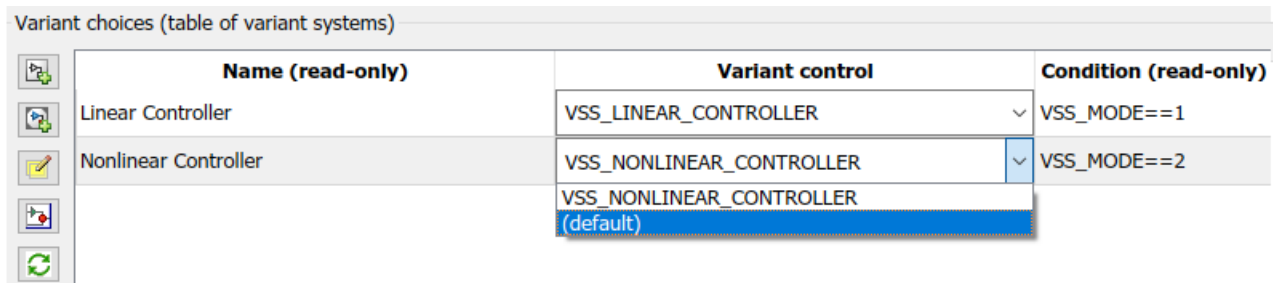 Variant choices (table of variant systems)
Name (read-only) Variant control Condition (read-only)
Linear Controller VSS_LINEAR_CONTROLLER VSS_MODE==1
Nonlinear Controller VSS_NONLINEAR_CONTROLLER VSS_MODE==2
VSS_NONLINEAR_CONTROLLER
(default)